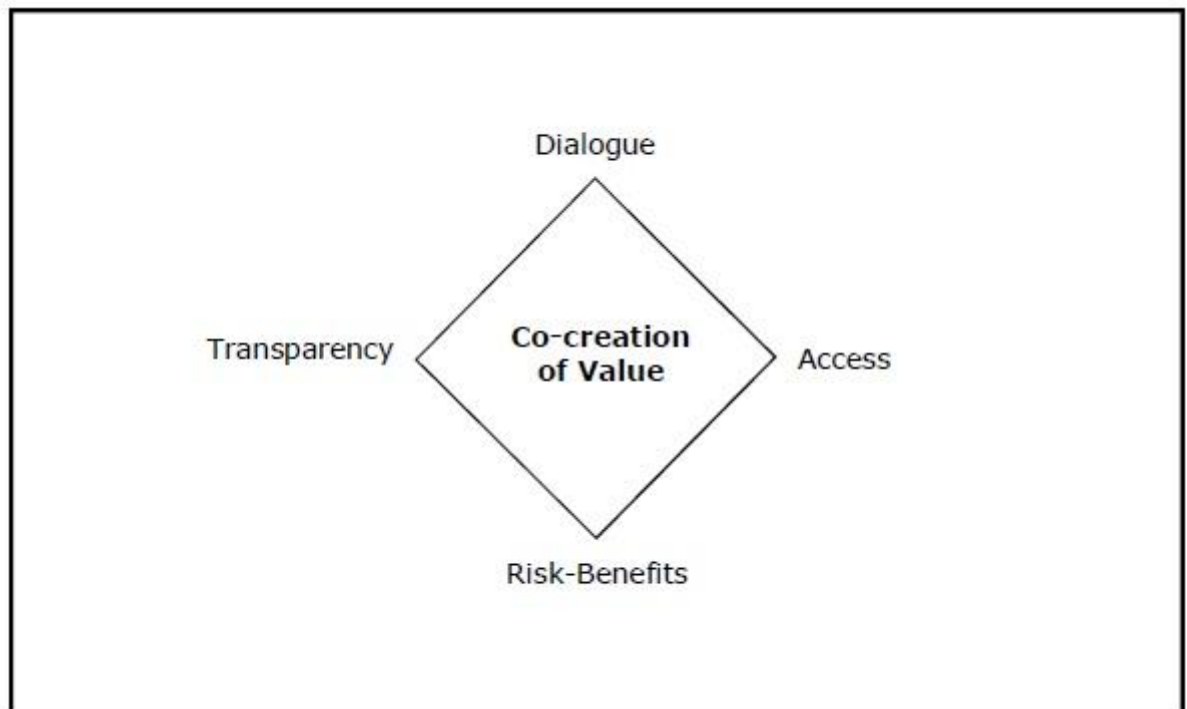 Dialogue
Transparency
Co-creation
of Value
Access
Risk-Benefits